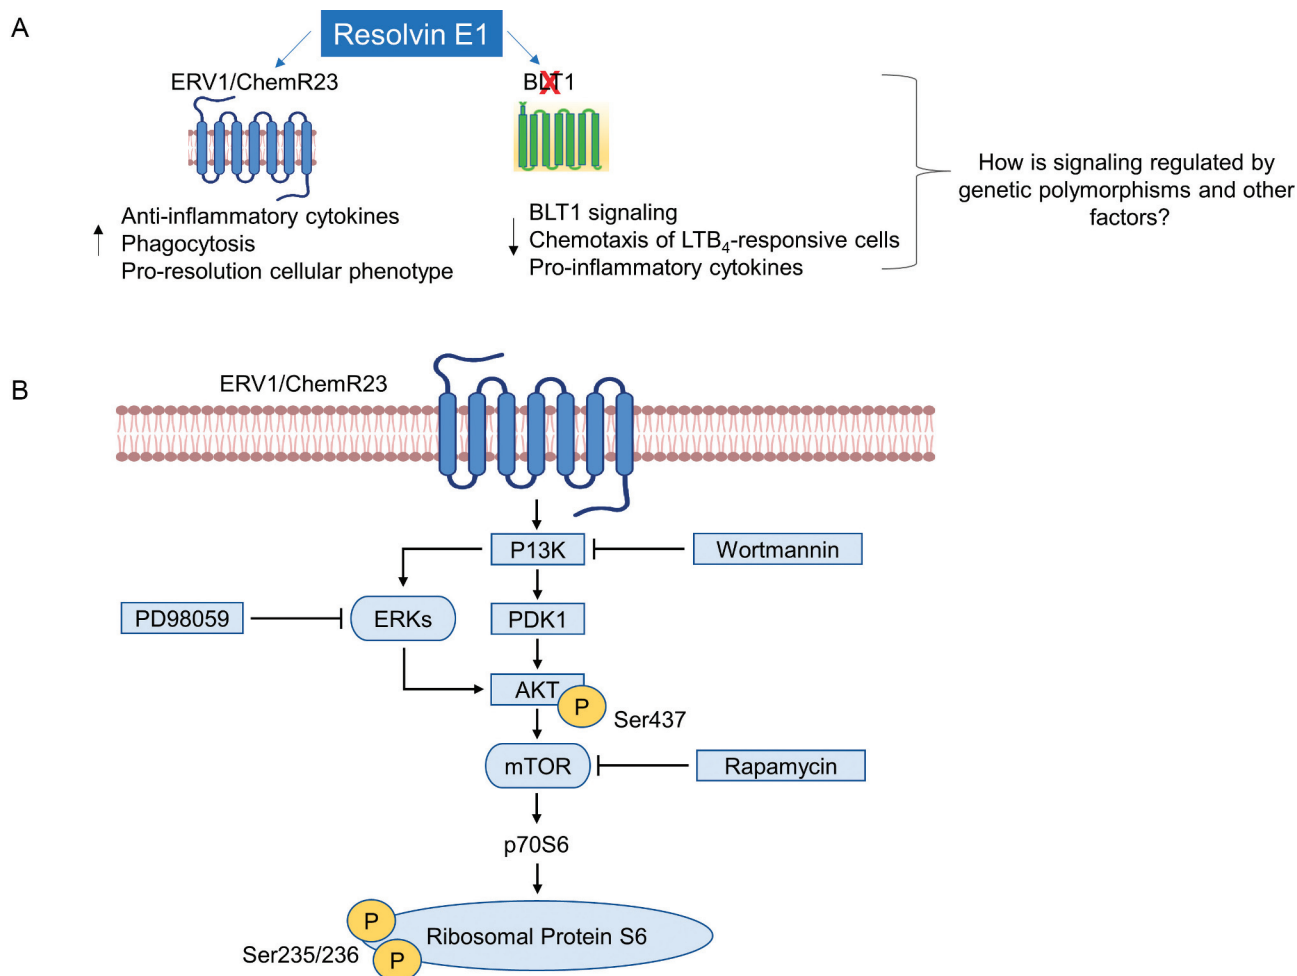 A
Resolvin E1
ERV1/ChemR23
BLT1
X
Anti-inflammatory cytokines
Phagocytosis
Pro-resolution cellular phenotype
BLT1 signaling
Chemotaxis of LTB₄-responsive cells
Pro-inflammatory cytokines
How is signaling regulated by
genetic polymorphisms and other
factors?
B
ERV1/ChemR23
P13K
Wortmannin
PD98059
ERKs
PDK1
AKT
P
Ser437
mTOR
Rapamycin
p70S6
P
Ribosomal Protein S6
Ser235/236
P